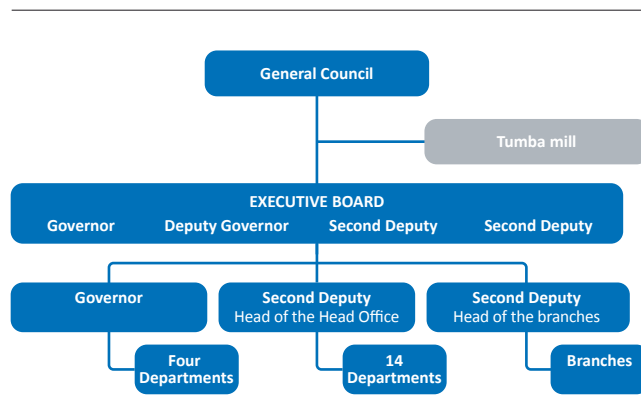 General Council
Tumba mill
EXECUTIVE BOARD
Governor Deputy Governor Second Deputy Second Deputy
Governor
Second Deputy
Head of the Head Office
Second Deputy
Head of the branches
Four
Departments
14
Departments
Branches